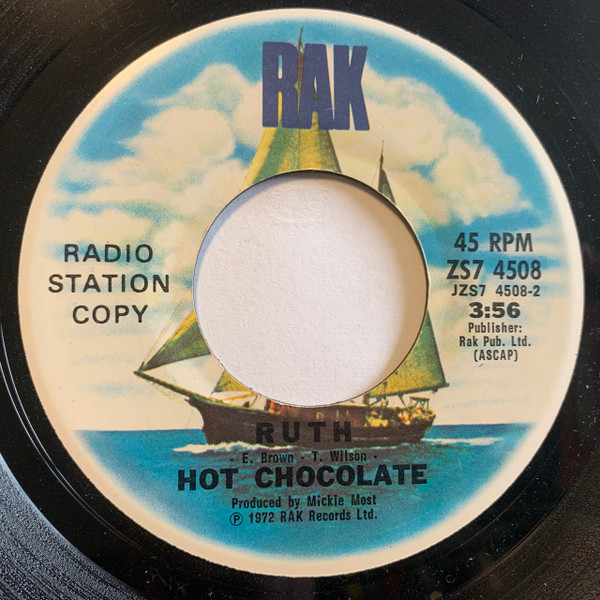 RAK
RADIO
STATION
COPY
45 RPM
ZS7 4508
JZS7 4508-2
3:56
Publisher:
Rak Pub. Ltd.
(ASCAP)
RUTH
- E. Brown - T. Wilson -
HOT CHOCOLATE
Produced by Mickie Most
℗ 1972 RAK Records Ltd.